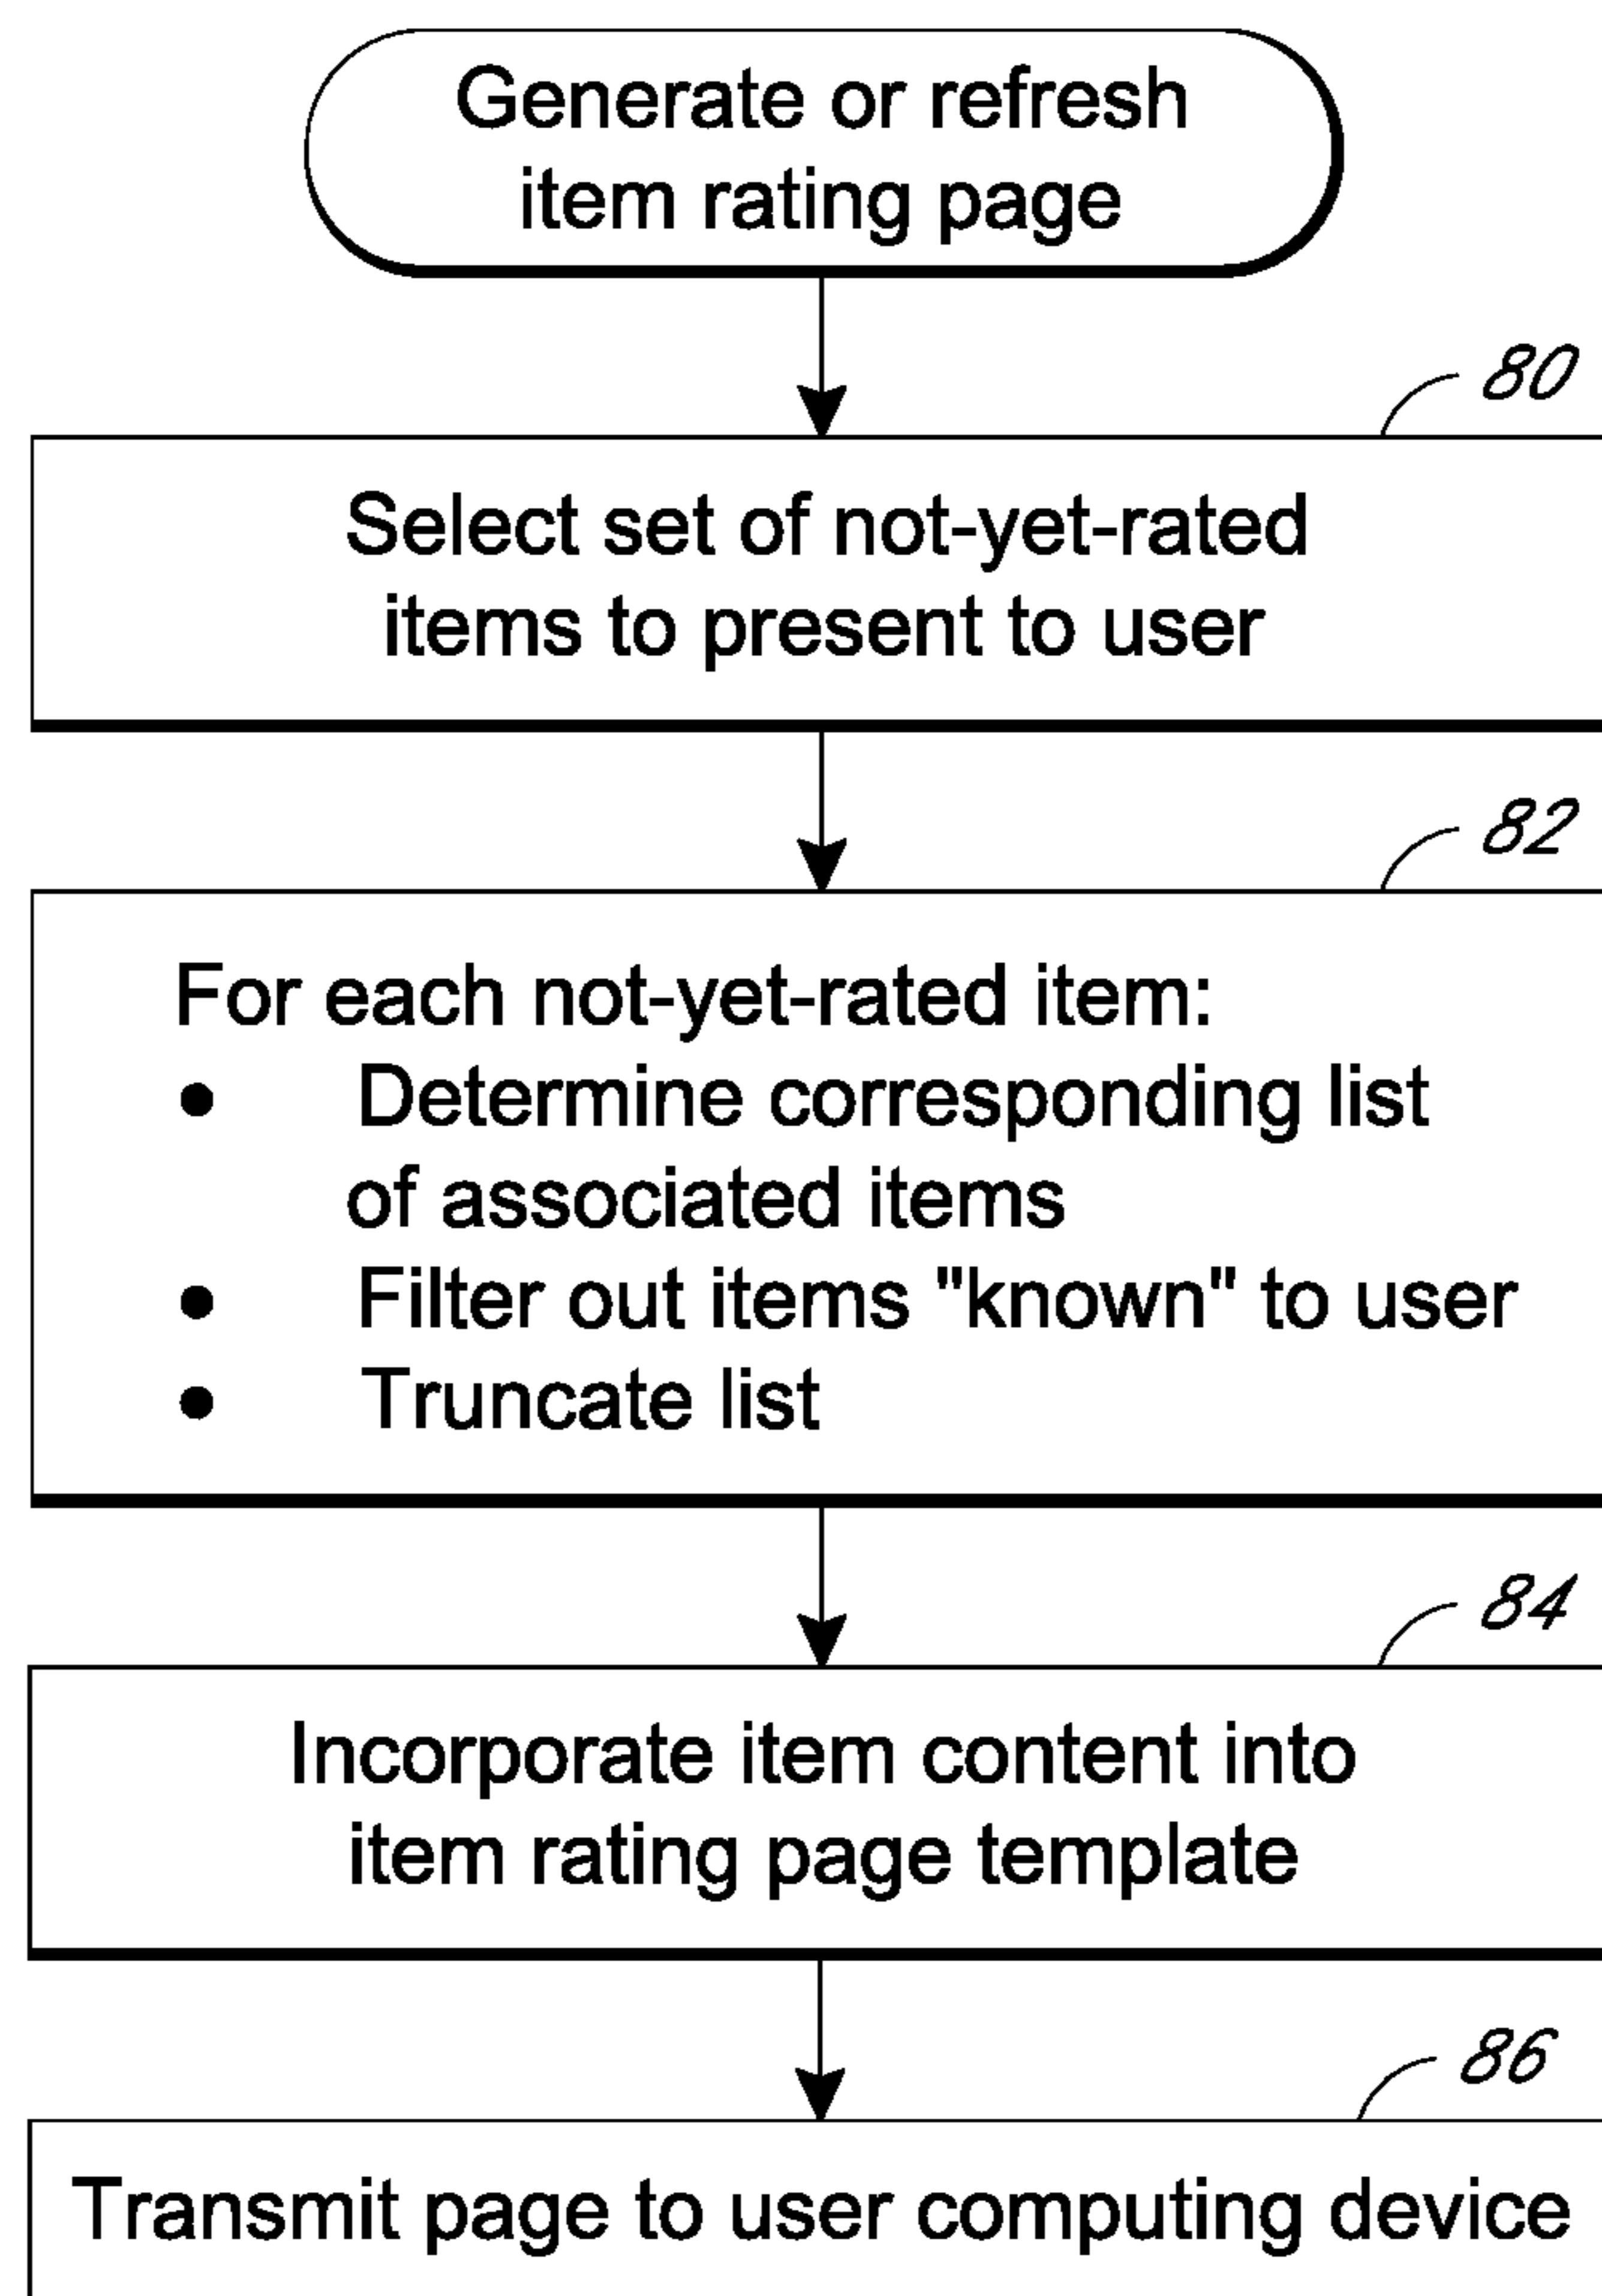 Generate or refresh
item rating page
80
Select set of not-yet-rated
items to present to user
82
For each not-yet-rated item:
● Determine corresponding list
of associated items
● Filter out items "known" to user
● Truncate list
84
Incorporate item content into
item rating page template
86
Transmit page to user computing device